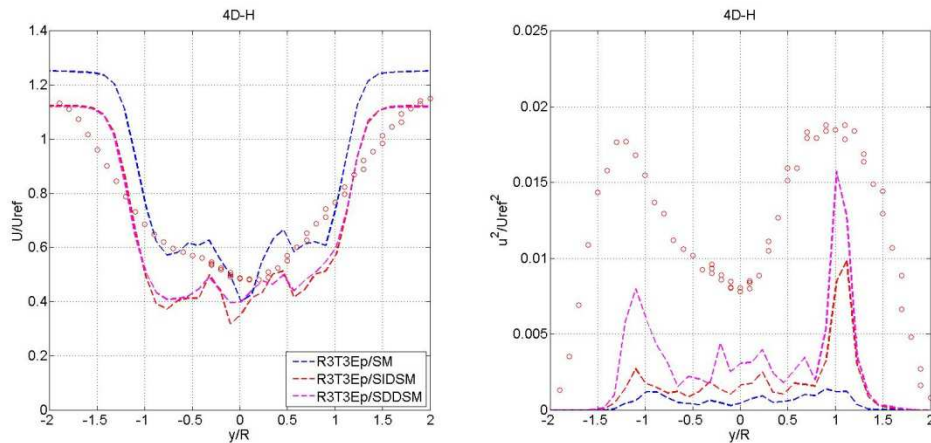 4D-H
1.4
1.2
1
0.8
0.6
0.4
0.2
0
U/Uref
-2 -1.5 -1 -0.5 0 0.5 1 1.5 2
y/R
R3T3Ep/SM
R3T3Ep/SIDSM
R3T3Ep/SDDSM
4D-H
0.025
0.02
0.015
0.01
0.005
0
u²/Uref²
-2 -1.5 -1 -0.5 0 0.5 1 1.5 2
y/R